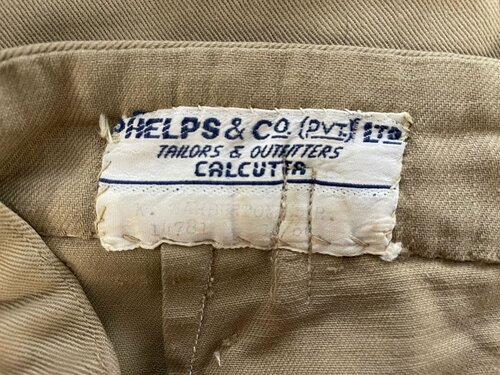 PHELPS & Co. (PVT.) LTD
TAILORS & OUTFITTERS
CALCUTTA